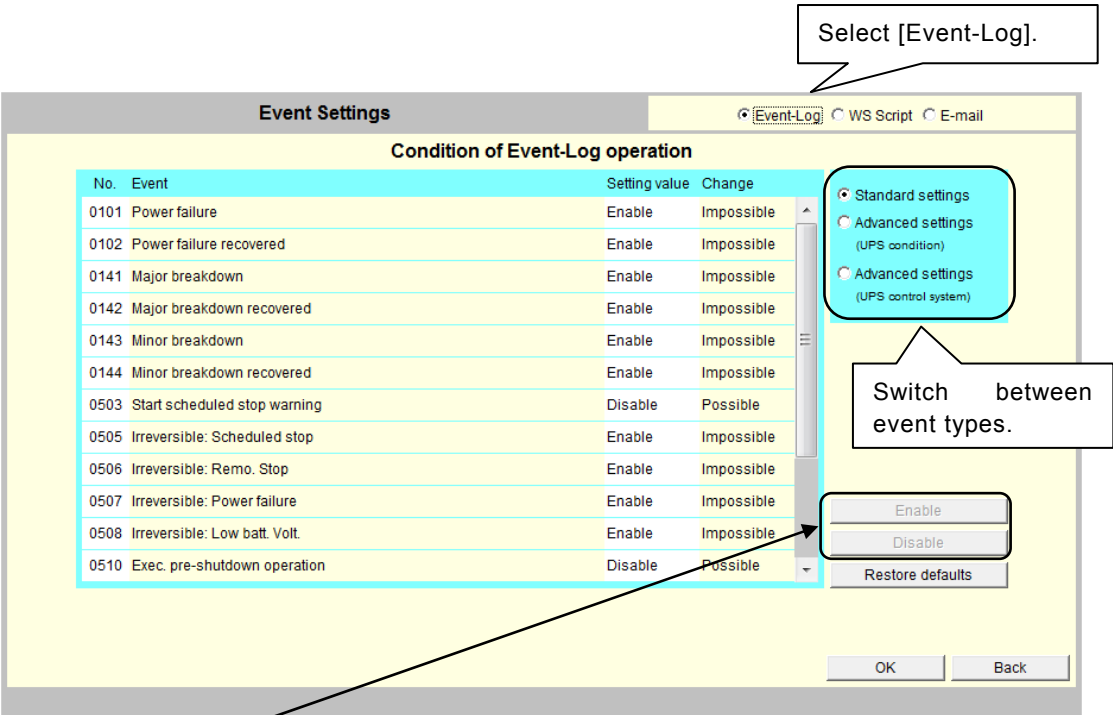 Select [Event-Log].
Event Settings
Event-Log WS Script E-mail
Condition of Event-Log operation
No. Event Setting value Change
0101 Power failure Enable Impossible
0102 Power failure recovered Enable Impossible
0141 Major breakdown Enable Impossible
0142 Major breakdown recovered Enable Impossible
0143 Minor breakdown Enable Impossible
0144 Minor breakdown recovered Enable Impossible
0503 Start scheduled stop warning Disable Possible
0505 Irreversible: Scheduled stop Enable Impossible
0506 Irreversible: Remo. Stop Enable Impossible
0507 Irreversible: Power failure Enable Impossible
0508 Irreversible: Low batt. Volt. Enable Impossible
0510 Exec. pre-shutdown operation Disable Possible
Standard settings
Advanced settings
(UPS condition)
Advanced settings
(UPS control system)
Switch between
event types.
Enable
Disable
Restore defaults
OK Back